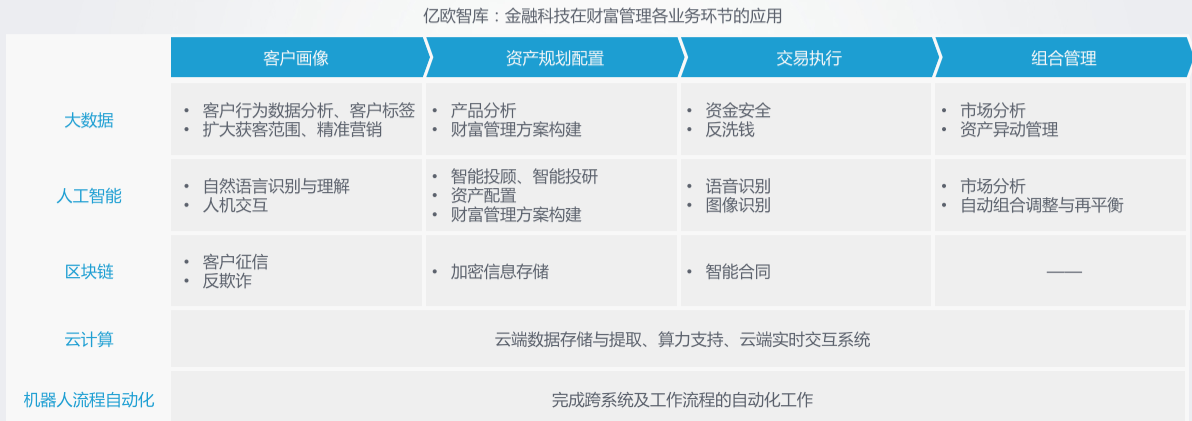 亿欧智库：金融科技在财富管理各业务环节的应用
客户画像
资产规划配置
交易执行
组合管理
大数据
• 客户行为数据分析、客户标签
• 扩大获客范围、精准营销
• 产品分析
• 财富管理方案构建
• 资金安全
• 反洗钱
• 市场分析
• 资产异动管理
人工智能
• 自然语言识别与理解
• 人机交互
• 智能投顾、智能投研
• 资产配置
• 财富管理方案构建
• 语音识别
• 图像识别
• 市场分析
• 自动组合调整与再平衡
区块链
• 客户征信
• 反欺诈
• 加密信息存储
• 智能合同
——
云计算
云端数据存储与提取、算力支持、云端实时交互系统
机器人流程自动化
完成跨系统及工作流程的自动化工作